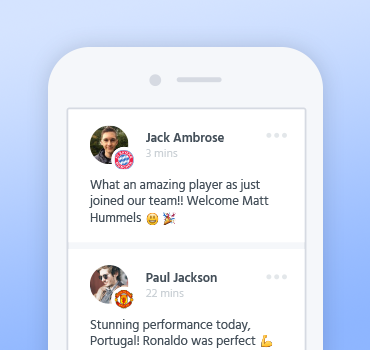 Jack Ambrose
3 mins
What an amazing player as just
joined our team!! Welcome Matt
Hummels 😃 🎉
Paul Jackson
22 mins
Stunning performance today,
Portugal! Ronaldo was perfect 💪